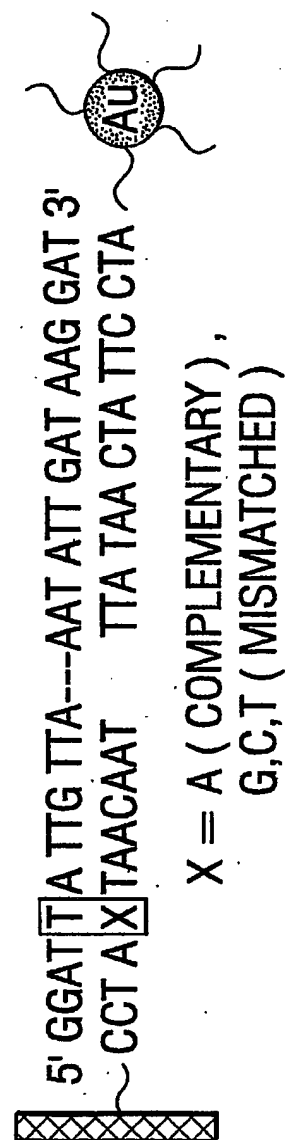 5' GGATTA TTG TTA---AAT ATT GAT AAG GAT 3'
CCT A X TAACAAT TTA TAA CTA TTC CTA
Au
X = A ( COMPLEMENTARY ) ,
G,C,T ( MISMATCHED )